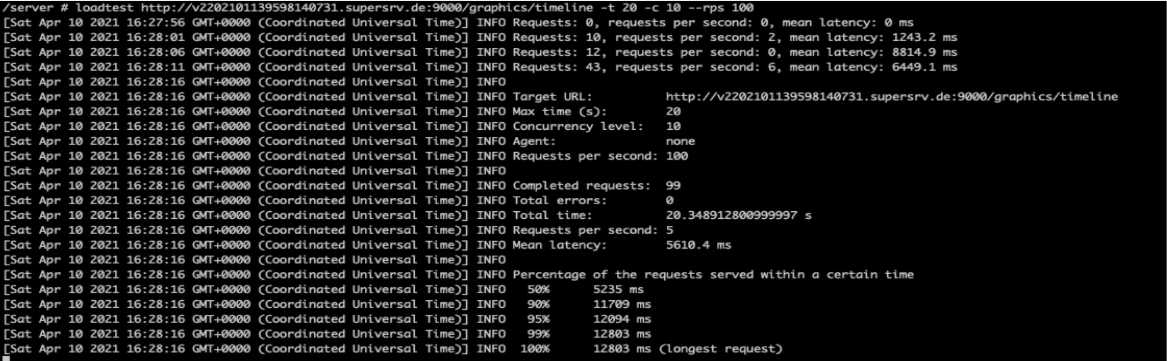 /server # loadtest http://v2202101139598140731.supersrv.de:9000/graphics/timeline -t 20 -c 10 --rps 100
[Sat Apr 10 2021 16:27:56 GMT+0000 (Coordinated Universal Time)] INFO Requests: 0, requests per second: 0, mean latency: 0 ms
[Sat Apr 10 2021 16:28:01 GMT+0000 (Coordinated Universal Time)] INFO Requests: 10, requests per second: 2, mean latency: 1243.2 ms
[Sat Apr 10 2021 16:28:06 GMT+0000 (Coordinated Universal Time)] INFO Requests: 12, requests per second: 0, mean latency: 8814.9 ms
[Sat Apr 10 2021 16:28:11 GMT+0000 (Coordinated Universal Time)] INFO Requests: 43, requests per second: 6, mean latency: 6449.1 ms
[Sat Apr 10 2021 16:28:16 GMT+0000 (Coordinated Universal Time)] INFO
[Sat Apr 10 2021 16:28:16 GMT+0000 (Coordinated Universal Time)] INFO Target URL: http://v2202101139598140731.supersrv.de:9000/graphics/timeline
[Sat Apr 10 2021 16:28:16 GMT+0000 (Coordinated Universal Time)] INFO Max time (s): 20
[Sat Apr 10 2021 16:28:16 GMT+0000 (Coordinated Universal Time)] INFO Concurrency level: 10
[Sat Apr 10 2021 16:28:16 GMT+0000 (Coordinated Universal Time)] INFO Agent: none
[Sat Apr 10 2021 16:28:16 GMT+0000 (Coordinated Universal Time)] INFO Requests per second: 100
[Sat Apr 10 2021 16:28:16 GMT+0000 (Coordinated Universal Time)] INFO
[Sat Apr 10 2021 16:28:16 GMT+0000 (Coordinated Universal Time)] INFO Completed requests: 99
[Sat Apr 10 2021 16:28:16 GMT+0000 (Coordinated Universal Time)] INFO Total errors: 0
[Sat Apr 10 2021 16:28:16 GMT+0000 (Coordinated Universal Time)] INFO Total time: 20.348912800999997 s
[Sat Apr 10 2021 16:28:16 GMT+0000 (Coordinated Universal Time)] INFO Requests per second: 5
[Sat Apr 10 2021 16:28:16 GMT+0000 (Coordinated Universal Time)] INFO Mean latency: 5610.4 ms
[Sat Apr 10 2021 16:28:16 GMT+0000 (Coordinated Universal Time)] INFO
[Sat Apr 10 2021 16:28:16 GMT+0000 (Coordinated Universal Time)] INFO Percentage of the requests served within a certain time
[Sat Apr 10 2021 16:28:16 GMT+0000 (Coordinated Universal Time)] INFO 50% 5235 ms
[Sat Apr 10 2021 16:28:16 GMT+0000 (Coordinated Universal Time)] INFO 90% 11709 ms
[Sat Apr 10 2021 16:28:16 GMT+0000 (Coordinated Universal Time)] INFO 95% 12094 ms
[Sat Apr 10 2021 16:28:16 GMT+0000 (Coordinated Universal Time)] INFO 99% 12803 ms
[Sat Apr 10 2021 16:28:16 GMT+0000 (Coordinated Universal Time)] INFO 100% 12803 ms (longest request)